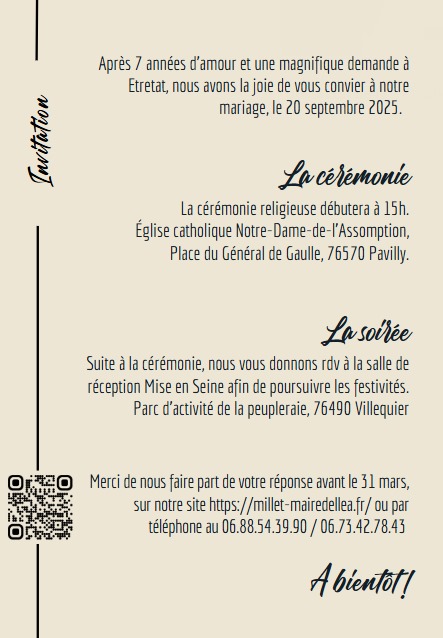 Invitation
Après 7 années d'amour et une magnifique demande à
Etretat, nous avons la joie de vous convier à notre
mariage, le 20 septembre 2025.
La cérémonie
La cérémonie religieuse débutera à 15h.
Église catholique Notre-Dame-de-l'Assomption,
Place du Général de Gaulle, 76570 Pavilly.
La soirée
Suite à la cérémonie, nous vous donnons rdv à la salle de
réception Mise en Seine afin de poursuivre les festivités.
Parc d'activité de la peupleraie, 76490 Villequier
Merci de nous faire part de votre réponse avant le 31 mars,
sur notre site https://millet-mairedellea.fr/ ou par
téléphone au 06.88.54.39.90 / 06.73.42.78.43
A bientôt !